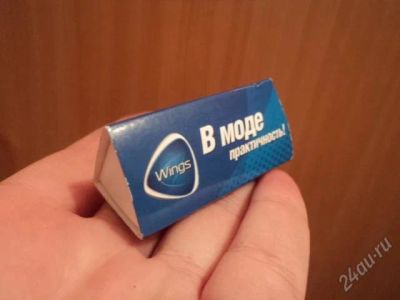 Wings
В моде
практичность!
24au.ru